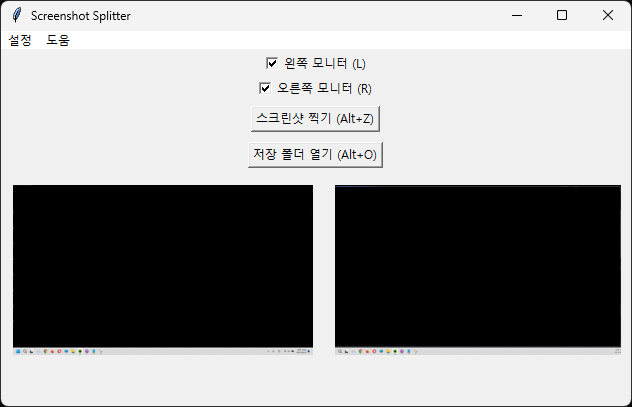 Screenshot Splitter
설정 도움
왼쪽 모니터 (L)
오른쪽 모니터 (R)
스크린샷 찍기 (Alt+Z)
저장 폴더 열기 (Alt+O)